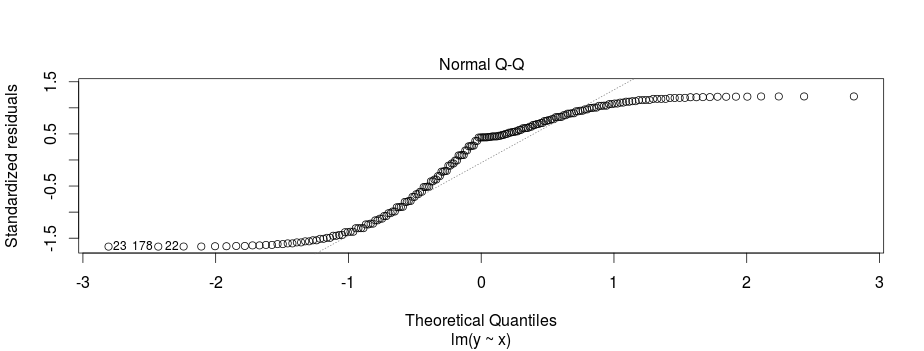 Normal Q-Q
Standardized residuals
1.5
0.5
-0.5
-1.5
23 178 22
-3 -2 -1 0 1 2 3
Theoretical Quantiles
lm(y ~ x)